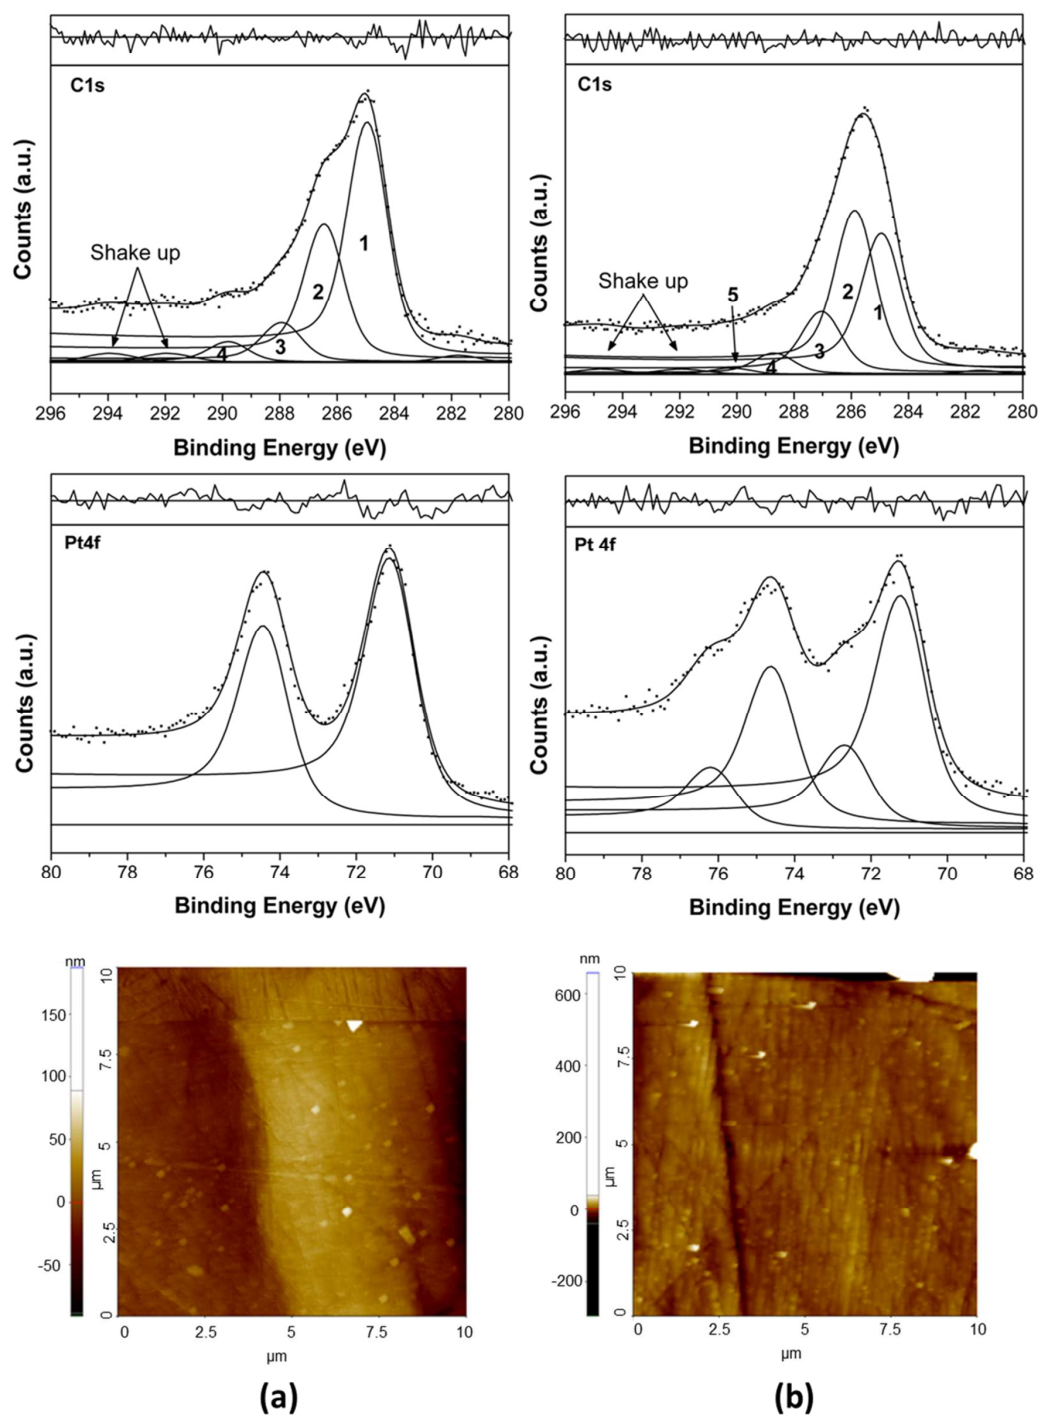 C1s
Counts (a.u.)
Shake up
1
2
3
4
296 294 292 290 288 286 284 282 280
Binding Energy (eV)
C1s
Counts (a.u.)
Shake up
5
2
1
3
4
296 294 292 290 288 286 284 282 280
Binding Energy (eV)
Pt4f
Counts (a.u.)
80 78 76 74 72 70 68
Binding Energy (eV)
Pt 4f
Counts (a.u.)
80 78 76 74 72 70 68
Binding Energy (eV)
nm
150
100
50
0
-50
10
7.5
5
µm
2.5
0
0 2.5 5 7.5 10
µm
600
400
200
0
-200
10
7.5
5
µm
2.5
0
0 2.5 5 7.5 10
µm
nm
(a)
(b)